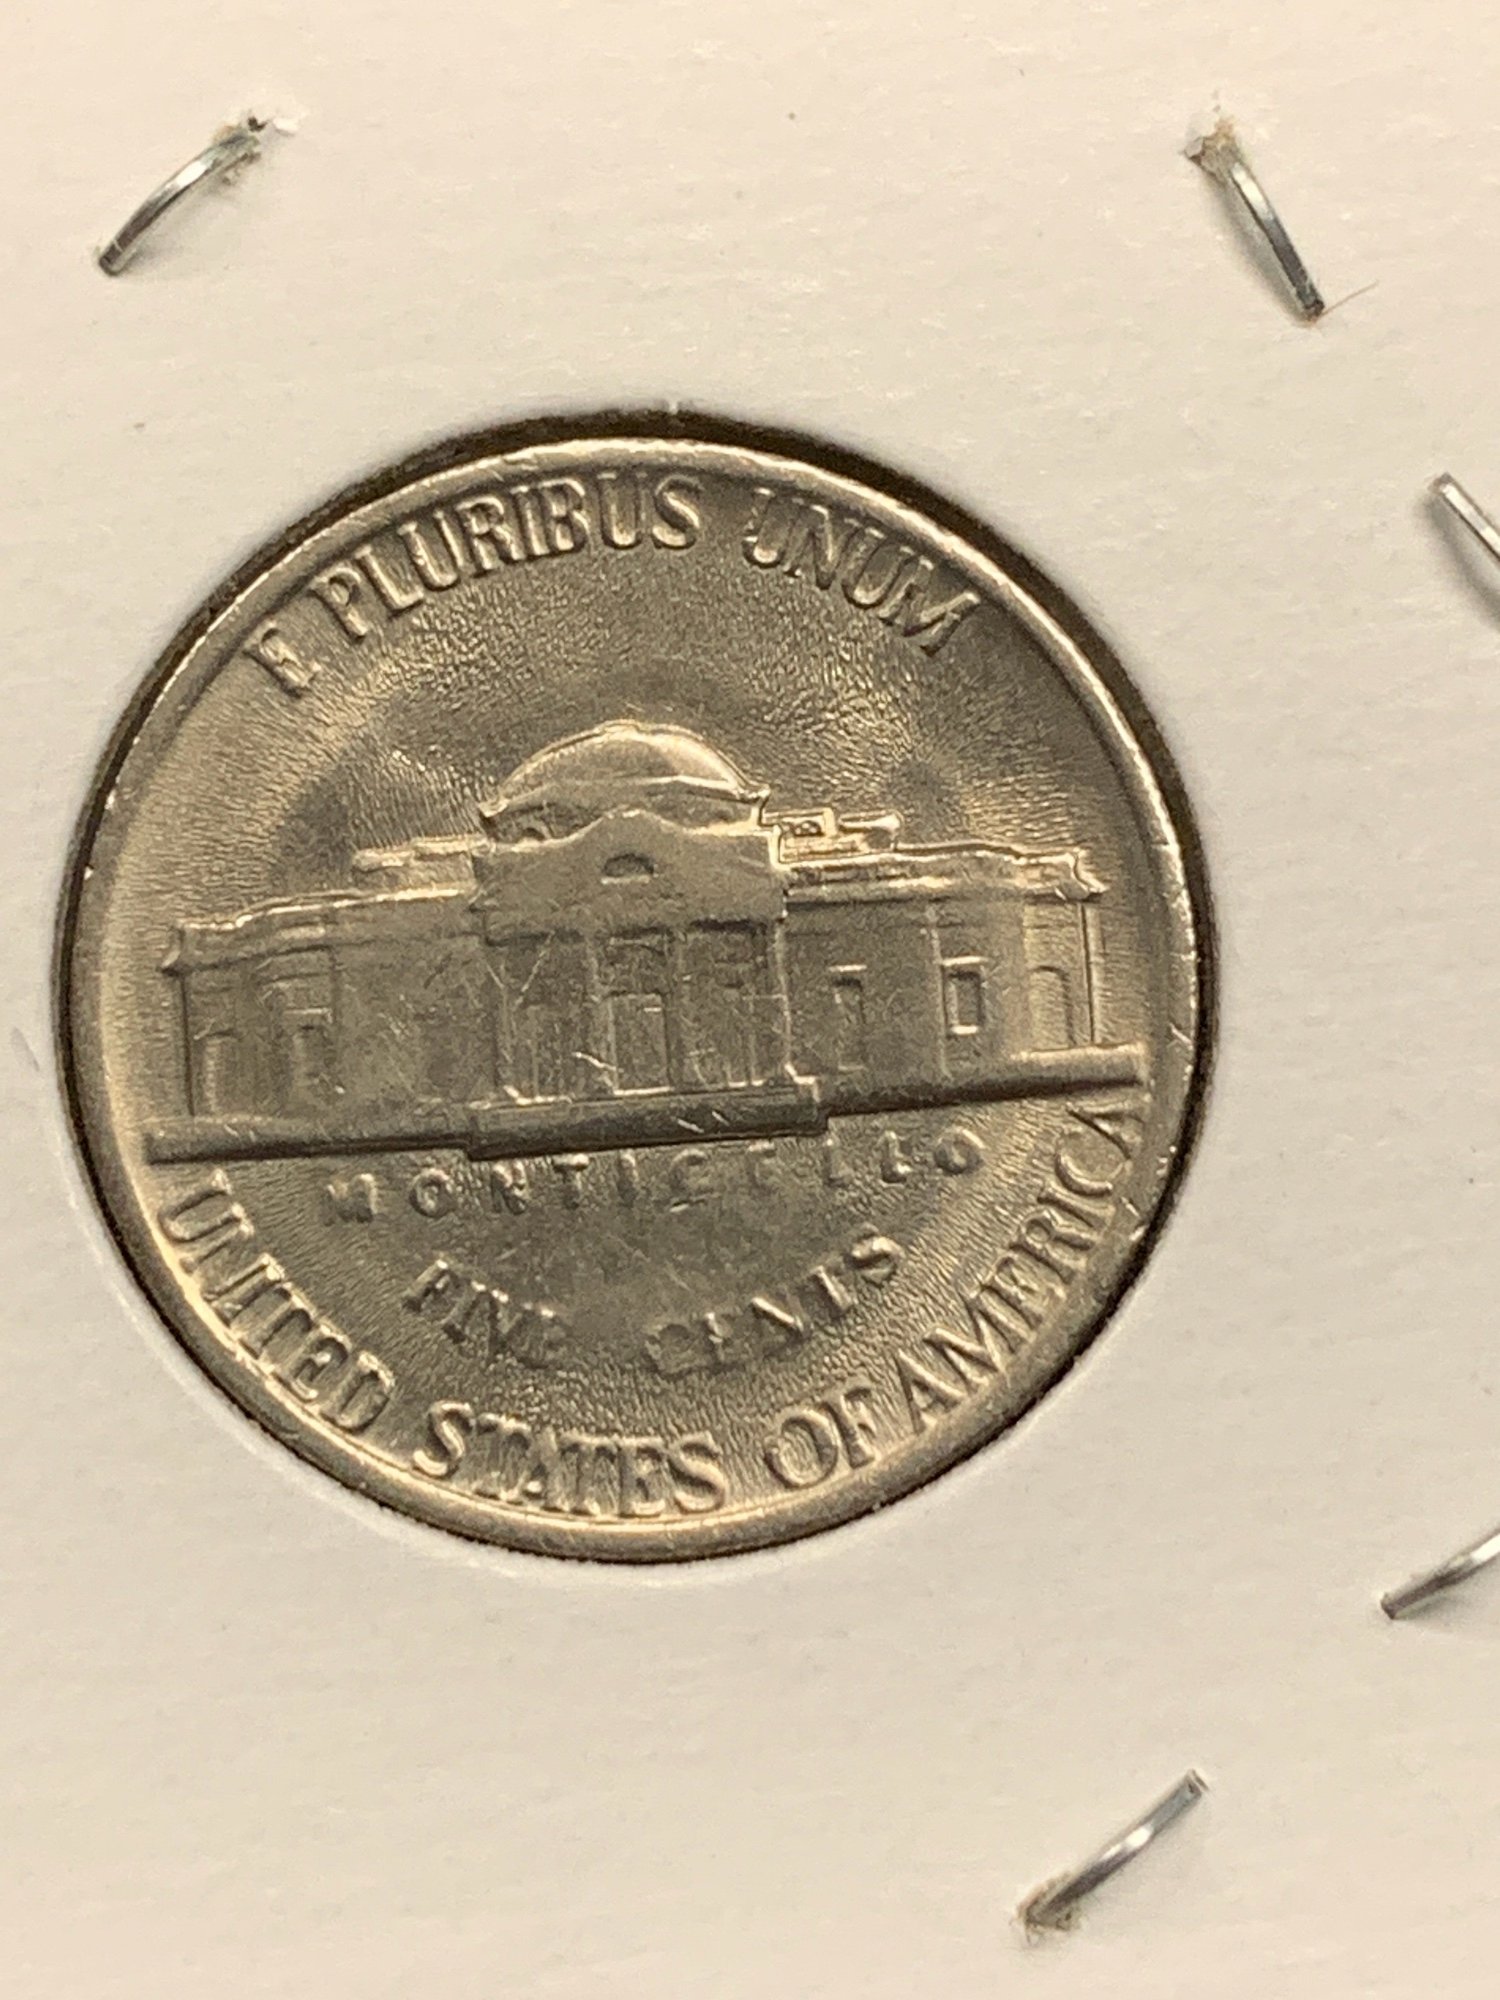 E PLURIBUS UNUM
MONTICELLO
FIVE CENTS
UNITED STATES OF AMERICA